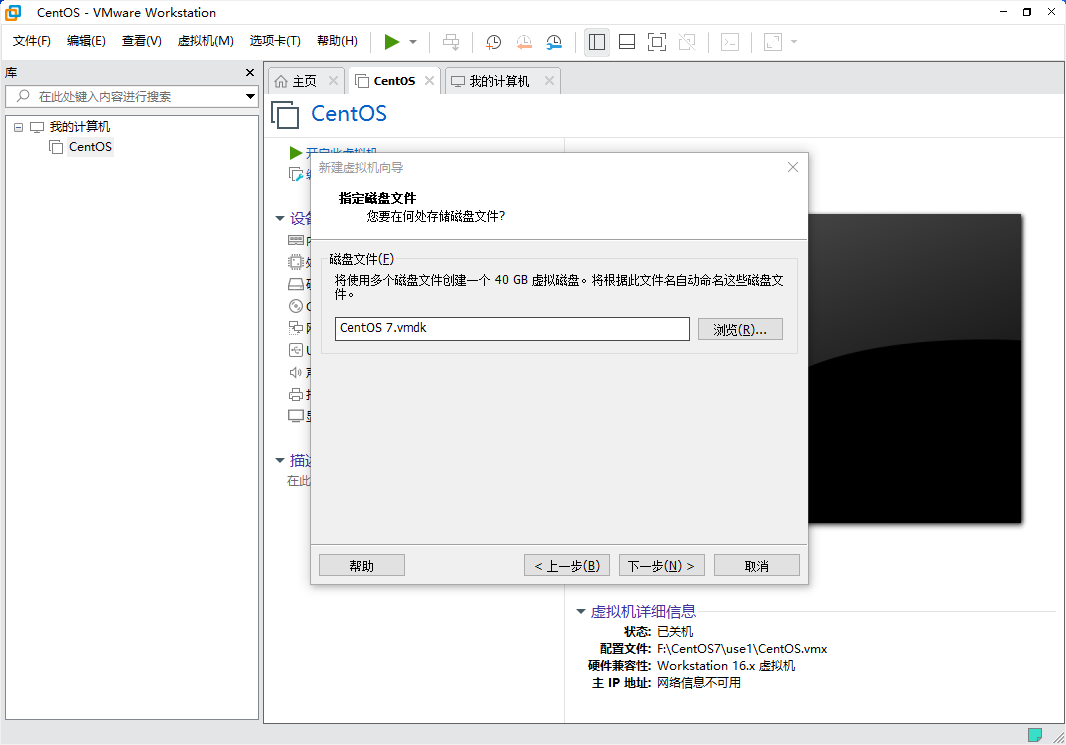 CentOS - VMware Workstation
文件(F) 编辑(E) 查看(V) 虚拟机(M) 选项卡(T) 帮助(H)
库
在此处键入内容进行搜索
我的计算机
CentOS
主页 CentOS 我的计算机
CentOS
开启此虚拟机
新建虚拟机向导
指定磁盘文件
您要在何处存储磁盘文件?
磁盘文件(F)
将使用多个磁盘文件创建一个 40 GB 虚拟磁盘。将根据此文件名自动命名这些磁盘文
件。
CentOS 7.vmdk
浏览(R)...
帮助
< 上一步(B)
下一步(N) >
取消
设备
描述
在此
虚拟机详细信息
状态: 已关机
配置文件: F:\CentOS7\use1\CentOS.vmx
硬件兼容性: Workstation 16.x 虚拟机
主 IP 地址: 网络信息不可用